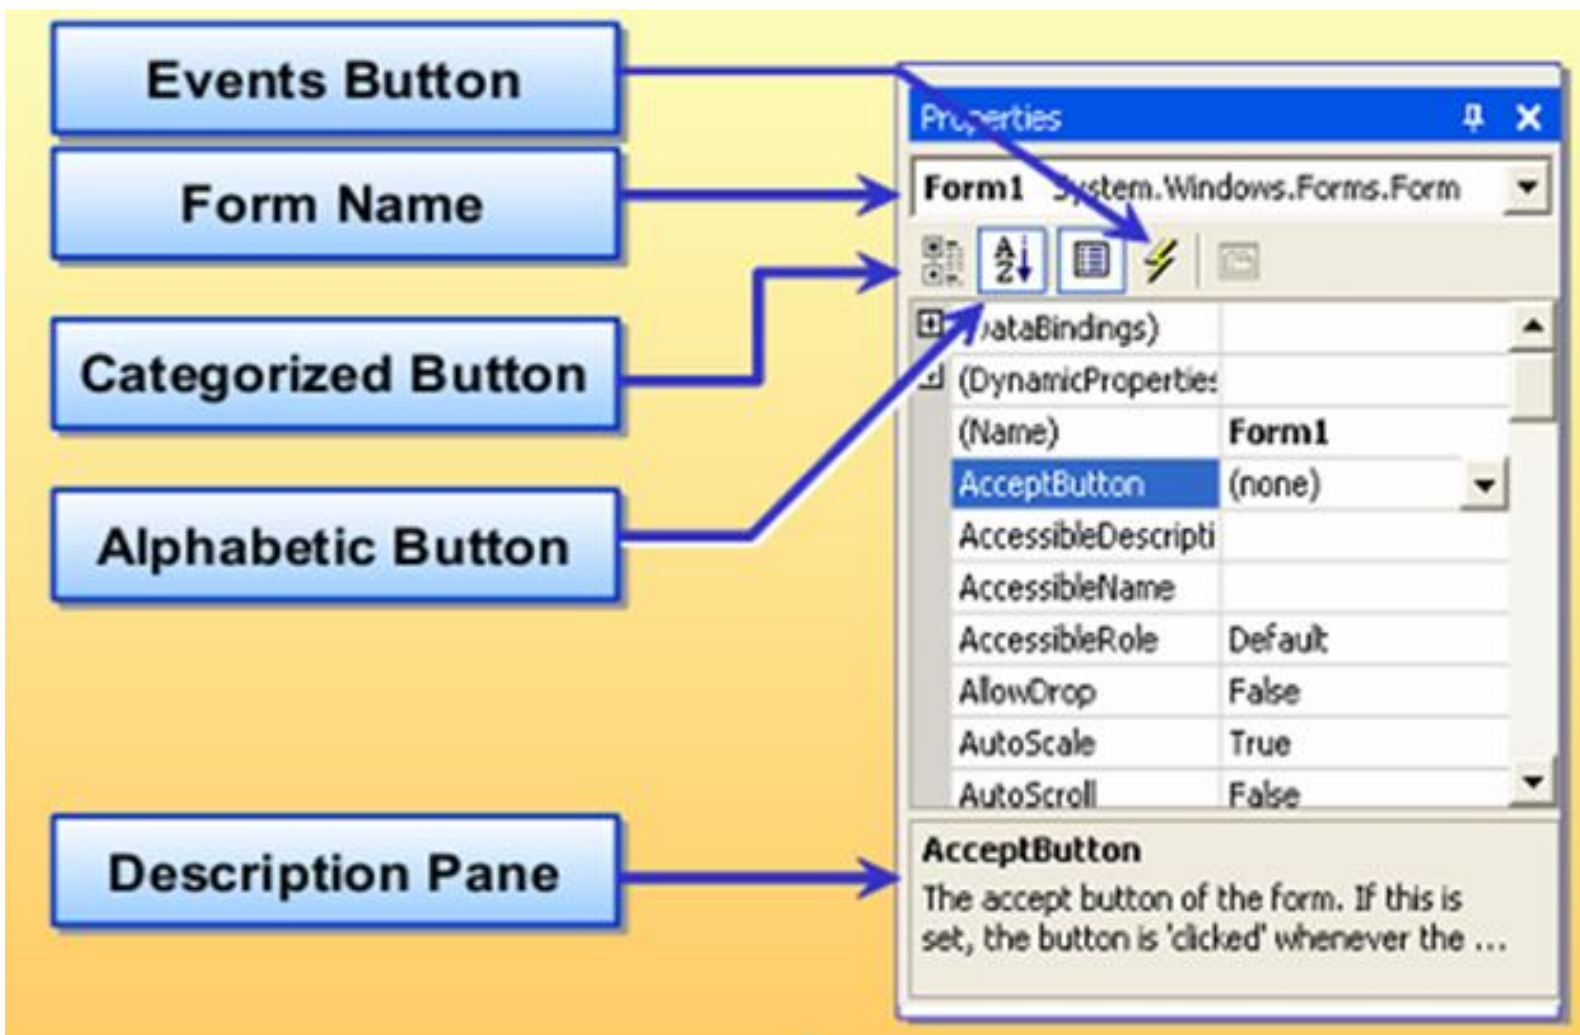 Events Button
Form Name
Categorized Button
Alphabetic Button
Description Pane
Properties
Form1 System.Windows.Forms.Form
(DataBindings)
(DynamicProperties
(Name) Form1
AcceptButton (none)
AccessibleDescripti
AccessibleName
AccessibleRole Default
AllowDrop False
AutoScale True
AutoScroll False
AcceptButton
The accept button of the form. If this is
set, the button is 'clicked' whenever the ...